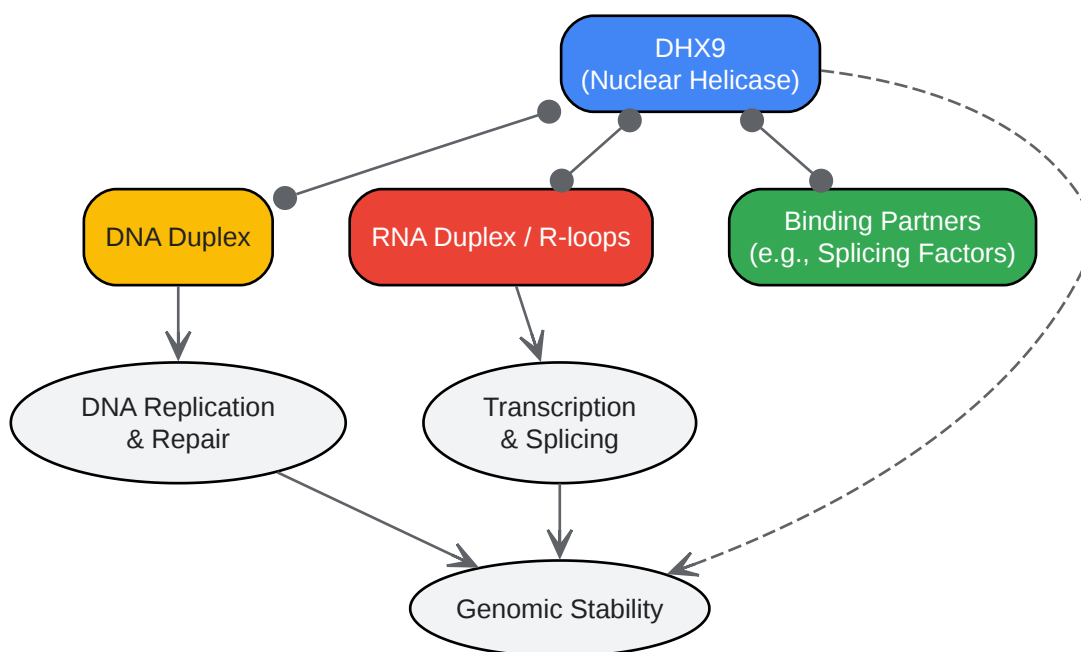 DHX9
(Nuclear Helicase)
DNA Duplex
RNA Duplex / R-loops
Binding Partners
(e.g., Splicing Factors)
DNA Replication
& Repair
Transcription
& Splicing
Genomic Stability